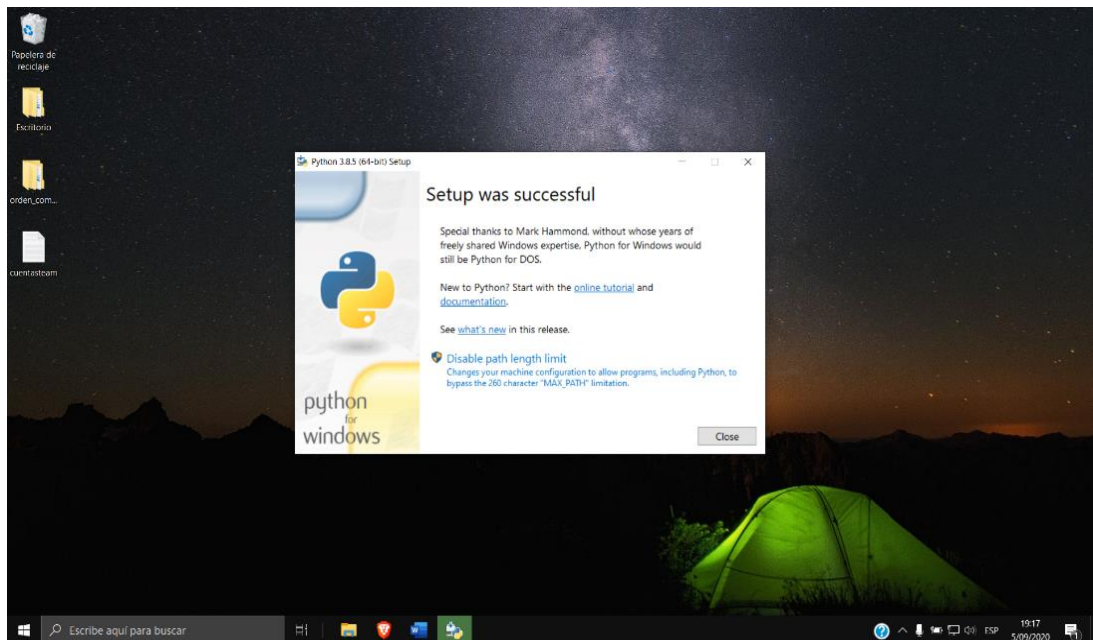 Papelera de
reciclaje
Escritorio
orden_com...
cuentasteam
Python 3.8.5 (64-bit) Setup
Setup was successful
Special thanks to Mark Hammond, without whose years of
freely shared Windows expertise, Python for Windows would
still be Python for DOS.
New to Python? Start with the online tutorial and
documentation.
See what's new in this release.
Disable path length limit
Changes your machine configuration to allow programs, including Python, to
bypass the 260 character "MAX_PATH" limitation.
python
for
windows
Close
Escribe aquí para buscar
ESP
19:17
5/09/2020